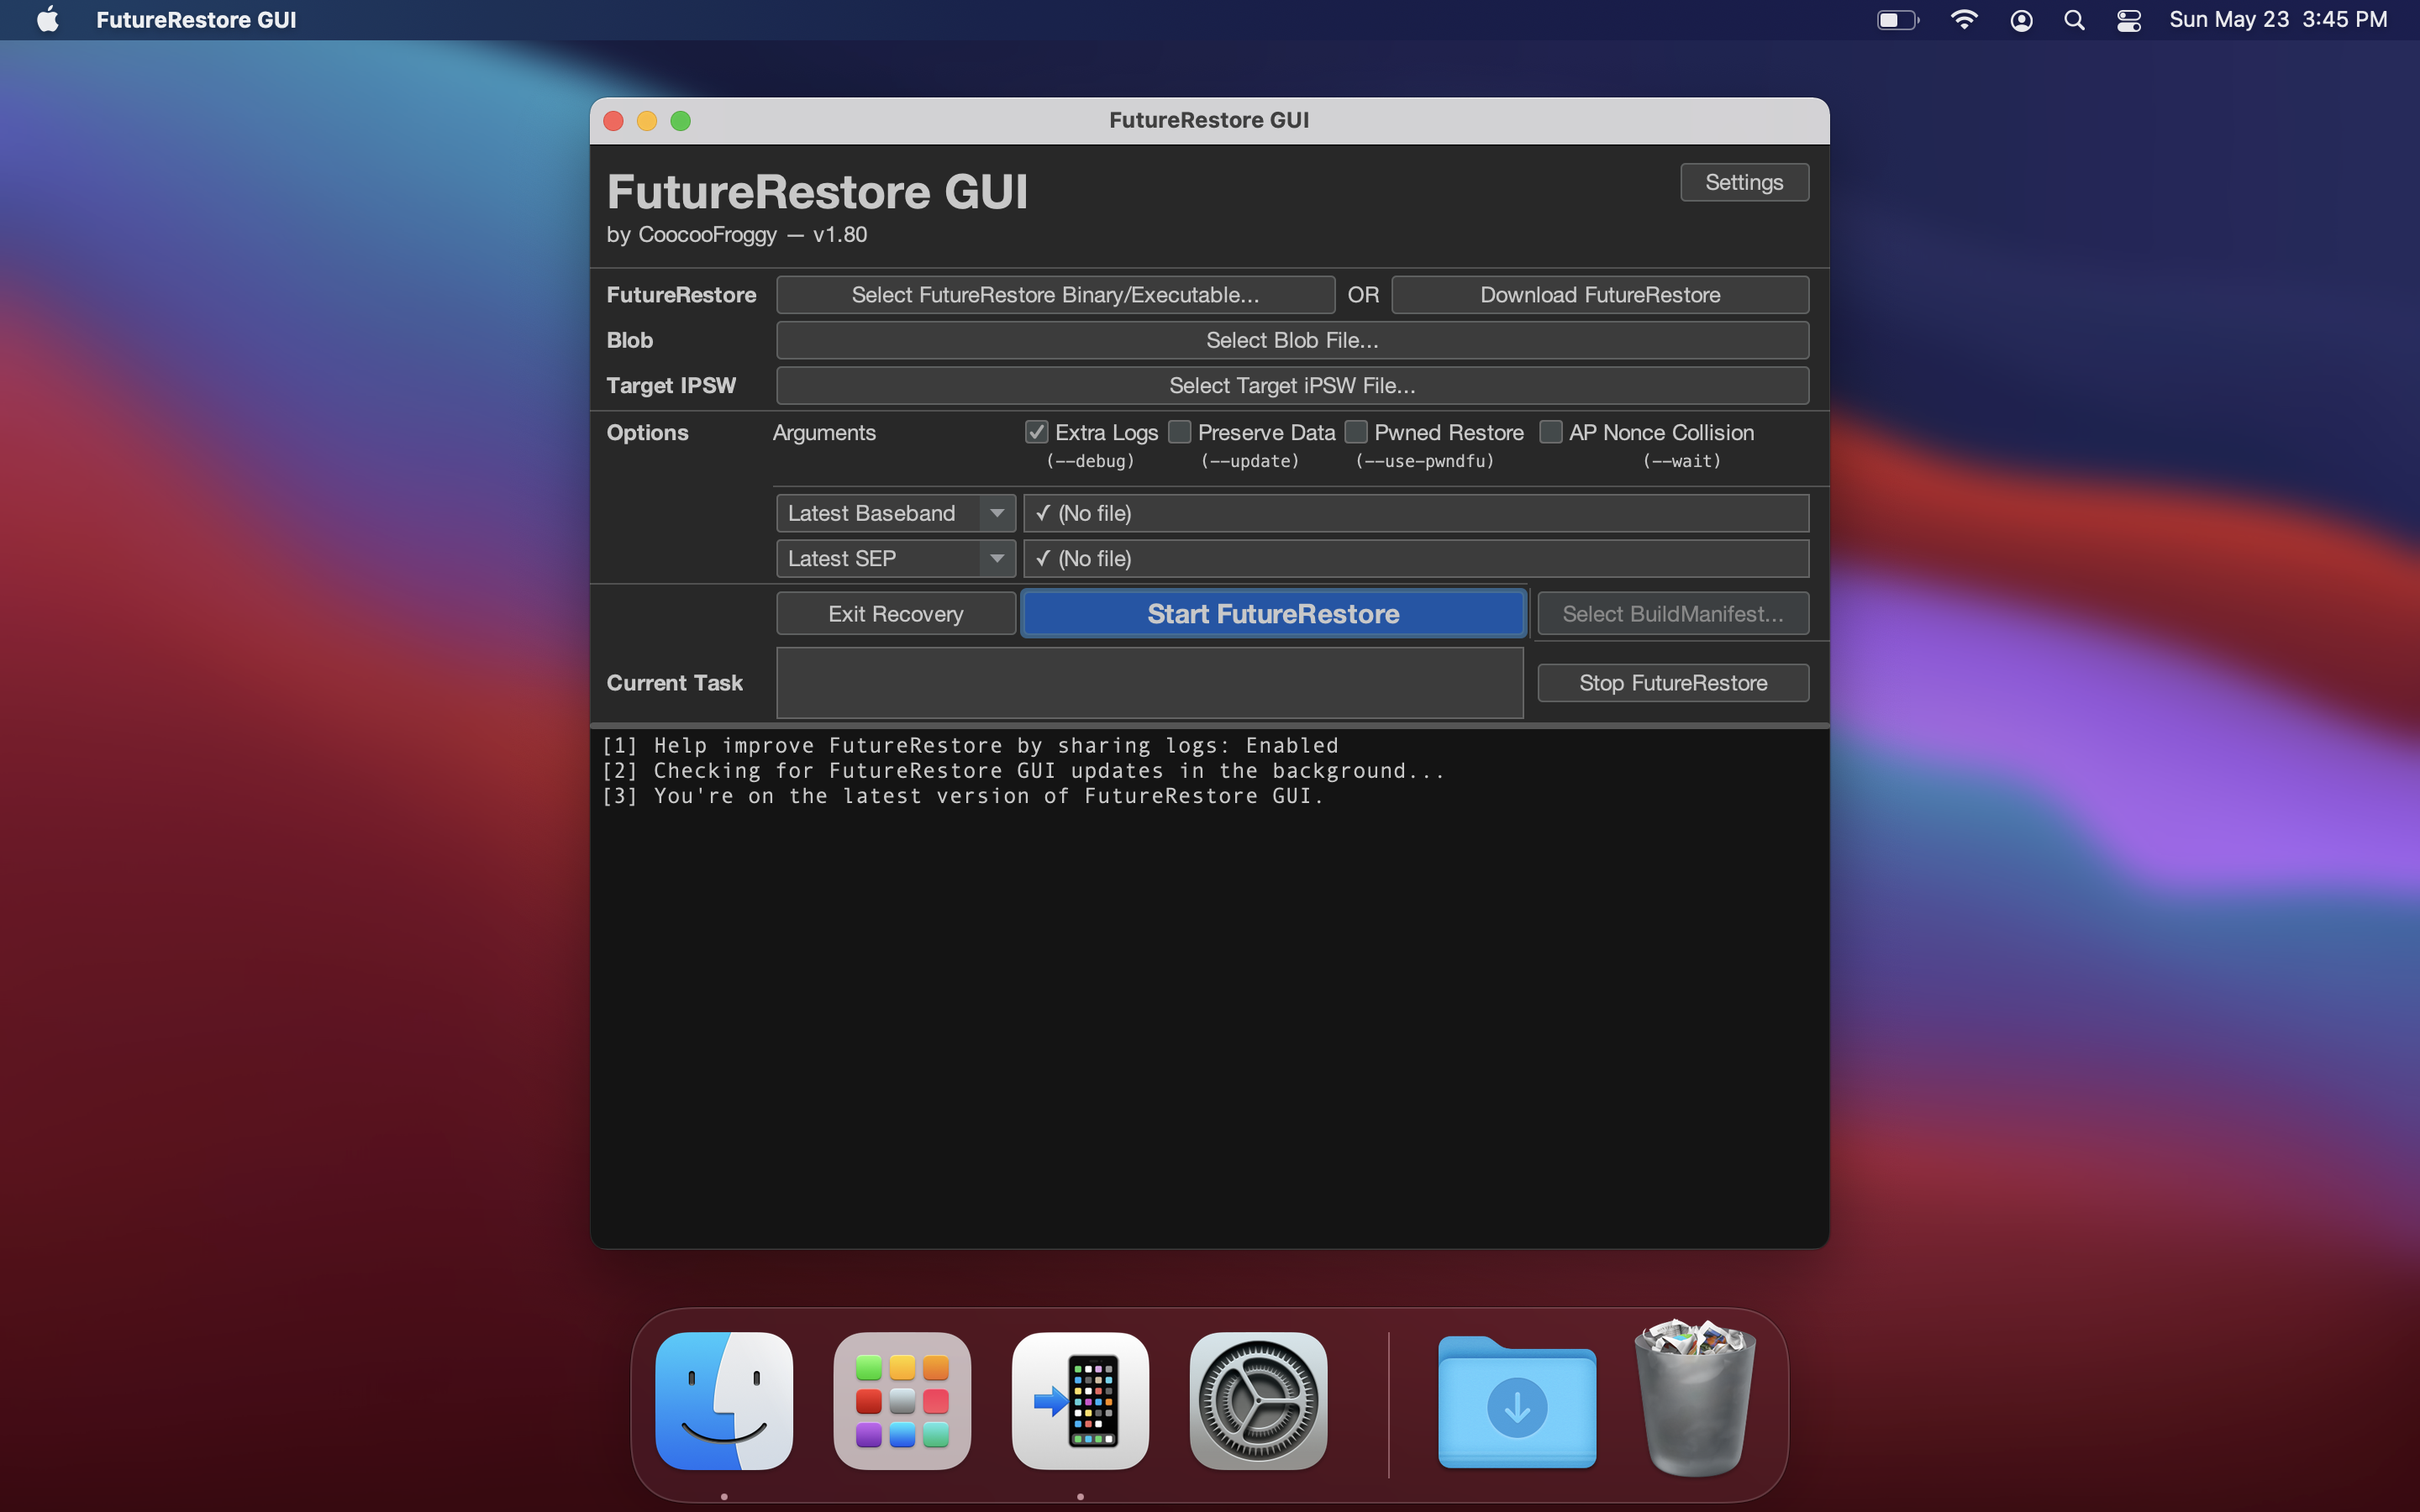 FutureRestore GUI
Sun May 23 3:45 PM
FutureRestore GUI
FutureRestore GUI
Settings
by CoocooFroggy — v1.80
FutureRestore Select FutureRestore Binary/Executable... OR Download FutureRestore
Blob Select Blob File...
Target IPSW Select Target iPSW File...
Options Arguments Extra Logs Preserve Data Pwned Restore AP Nonce Collision
(--debug) (--update) (--use-pwndfu) (--wait)
Latest Baseband ✓ (No file)
Latest SEP ✓ (No file)
Exit Recovery Start FutureRestore Select BuildManifest...
Current Task Stop FutureRestore
[1] Help improve FutureRestore by sharing logs: Enabled
[2] Checking for FutureRestore GUI updates in the background...
[3] You're on the latest version of FutureRestore GUI.